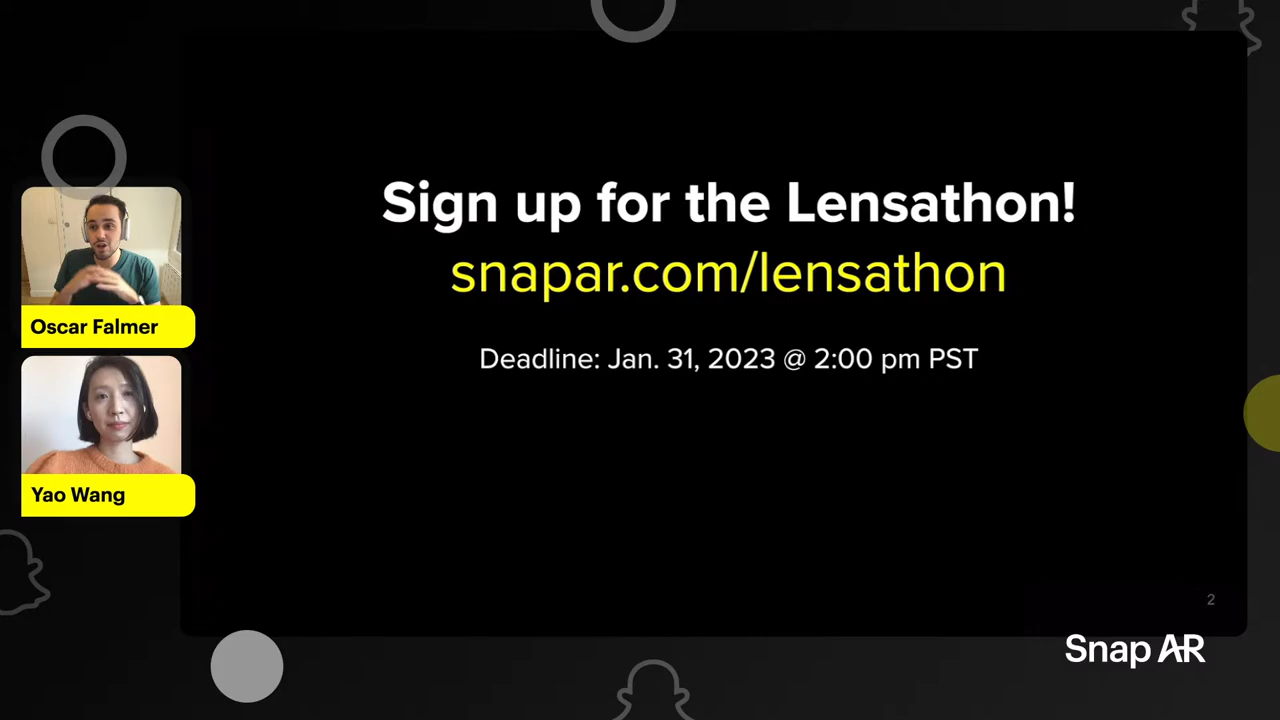 Sign up for the Lensathon!
snapar.com/lensathon
Deadline: Jan. 31, 2023 @ 2:00 pm PST
Oscar Falmer
Yao Wang
2
Snap AR